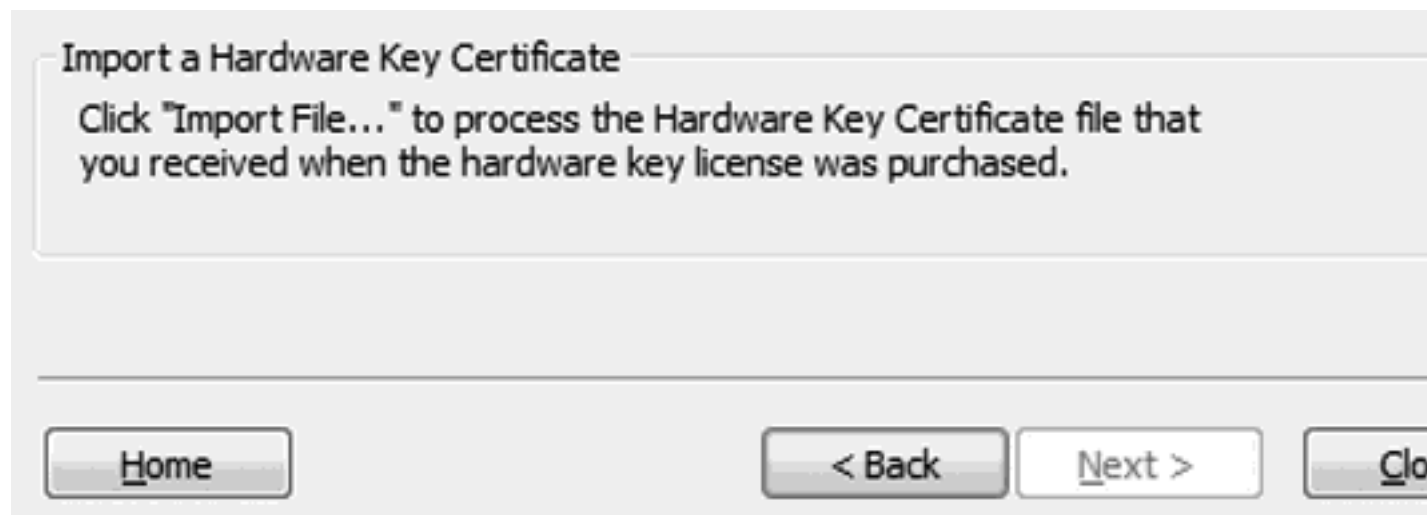 Import a Hardware Key Certificate
Click "Import File..." to process the Hardware Key Certificate file that
you received when the hardware key license was purchased.
Home
< Back
Next >
Clo